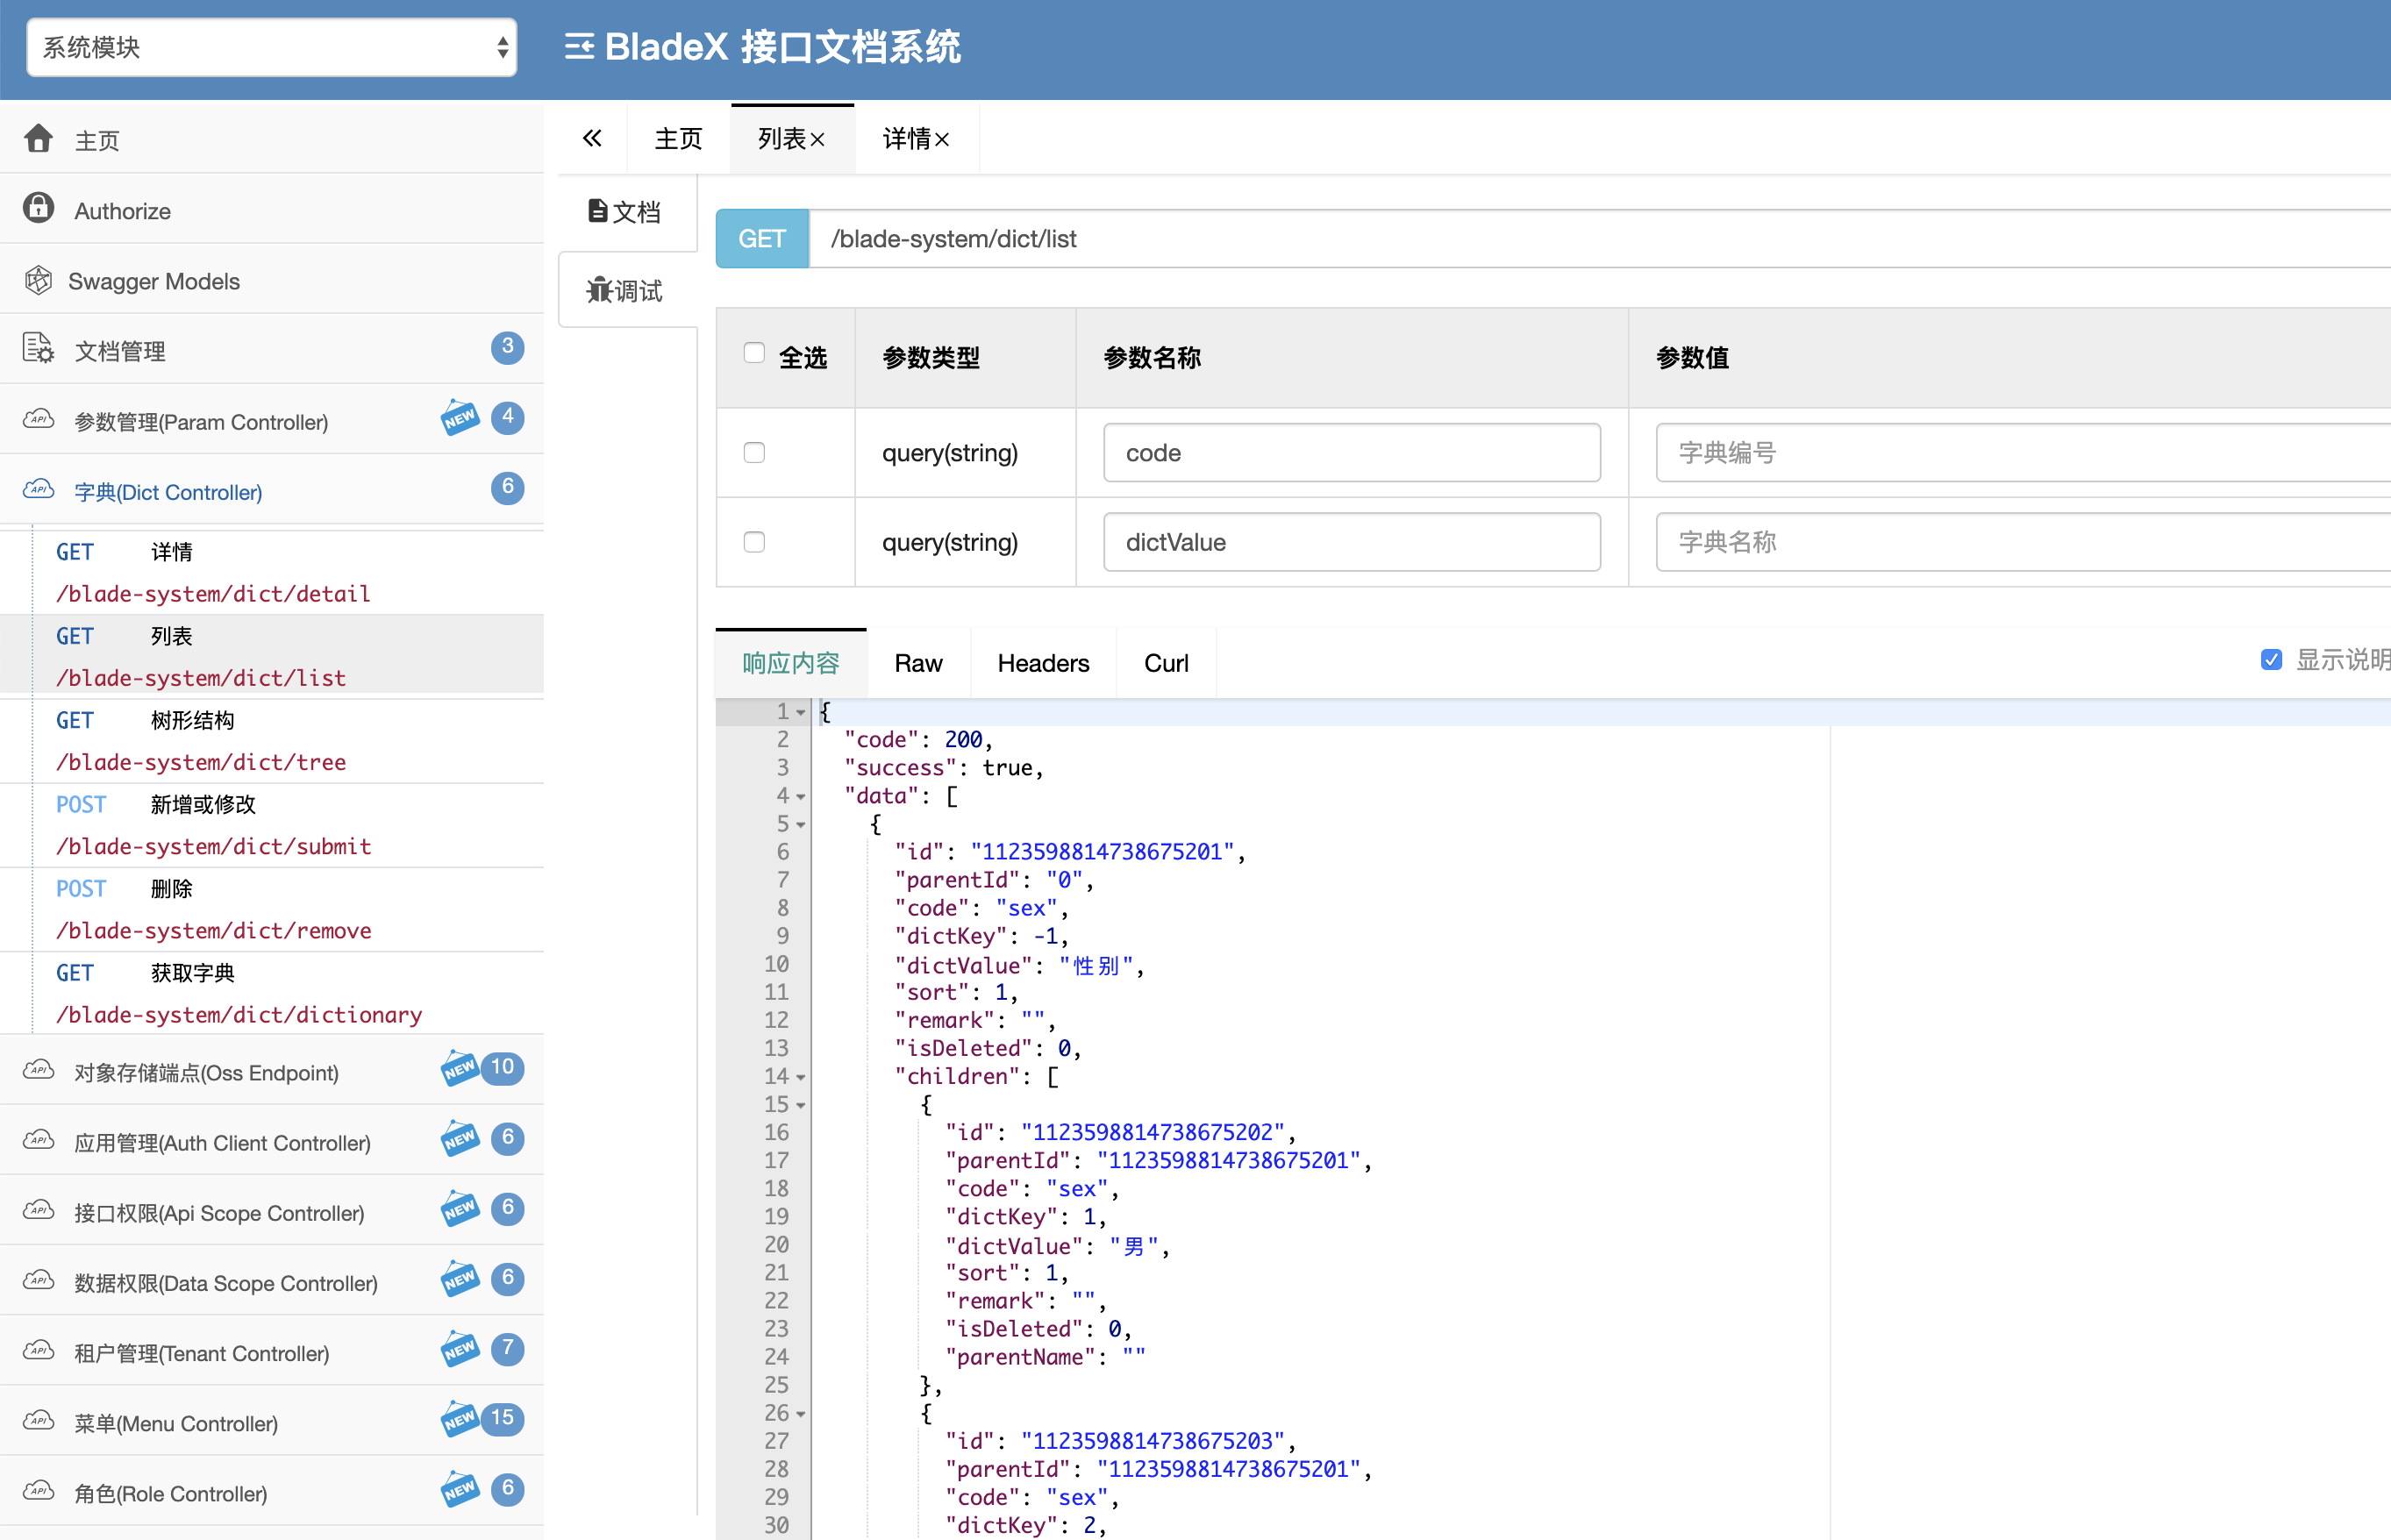 系统模块
BladeX 接口文档系统
主页
Authorize
Swagger Models
文档管理 3
参数管理(Param Controller) NEW 4
字典(Dict Controller) 6
GET 详情
/blade-system/dict/detail
GET 列表
/blade-system/dict/list
GET 树形结构
/blade-system/dict/tree
POST 新增或修改
/blade-system/dict/submit
POST 删除
/blade-system/dict/remove
GET 获取字典
/blade-system/dict/dictionary
对象存储端点(Oss Endpoint) NEW 10
应用管理(Auth Client Controller) NEW 6
接口权限(Api Scope Controller) NEW 6
数据权限(Data Scope Controller) NEW 6
租户管理(Tenant Controller) NEW 7
菜单(Menu Controller) NEW 15
角色(Role Controller) NEW 6
主页 列表× 详情×
文档
调试
GET /blade-system/dict/list
全选 参数类型 参数名称 参数值
query(string) code 字典编号
query(string) dictValue 字典名称
响应内容 Raw Headers Curl 显示说明
1 {
2 "code": 200,
3 "success": true,
4 "data": [
5 {
6 "id": "1123598814738675201",
7 "parentId": "0",
8 "code": "sex",
9 "dictKey": -1,
10 "dictValue": "性别",
11 "sort": 1,
12 "remark": "",
13 "isDeleted": 0,
14 "children": [
15 {
16 "id": "1123598814738675202",
17 "parentId": "1123598814738675201",
18 "code": "sex",
19 "dictKey": 1,
20 "dictValue": "男",
21 "sort": 1,
22 "remark": "",
23 "isDeleted": 0,
24 "parentName": ""
25 },
26 {
27 "id": "1123598814738675203",
28 "parentId": "1123598814738675201",
29 "code": "sex",
30 "dictKey": 2,